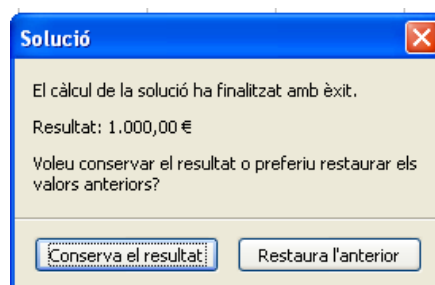 Solució
El càlcul de la solució ha finalitzat amb èxit.
Resultat: 1.000,00 €
Voleu conservar el resultat o preferiu restaurar els
valors anteriors?
Conserva el resultat
Restaura l'anterior